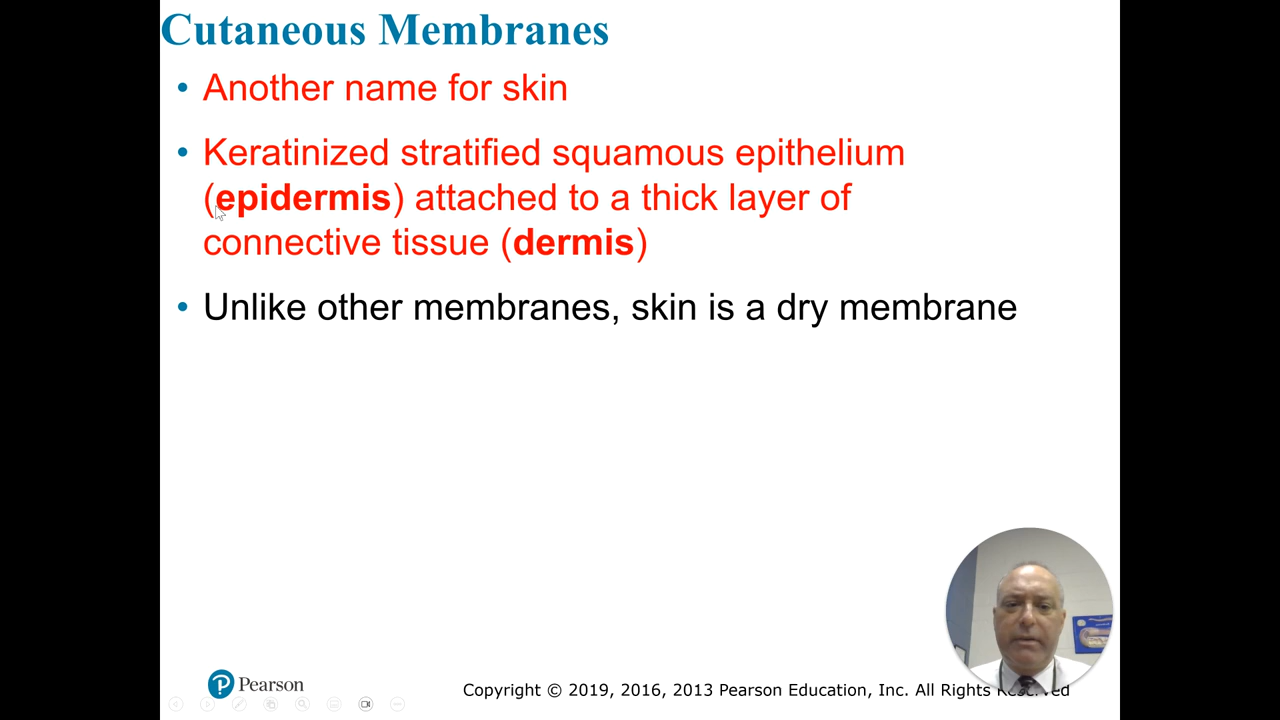 Cutaneous Membranes
• Another name for skin
• Keratinized stratified squamous epithelium
(epidermis) attached to a thick layer of
connective tissue (dermis)
• Unlike other membranes, skin is a dry membrane
Pearson
Copyright © 2019, 2016, 2013 Pearson Education, Inc. All Rights Reserved